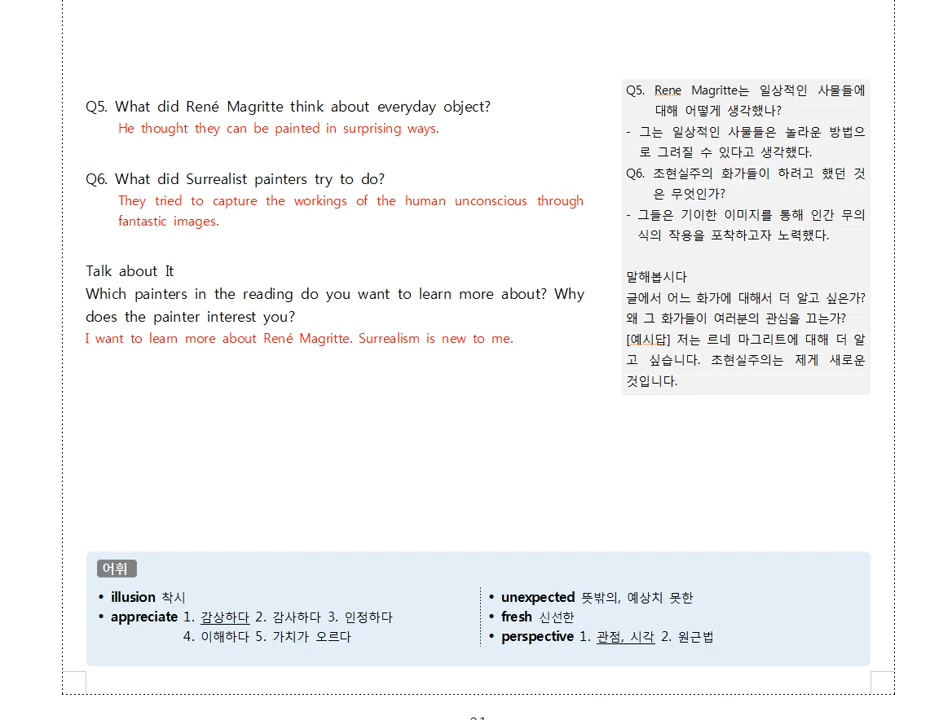 Q5. What did René Magritte think about everyday object?
He thought they can be painted in surprising ways.
Q6. What did Surrealist painters try to do?
They tried to capture the workings of the human unconscious through
fantastic images.
Talk about It
Which painters in the reading do you want to learn more about? Why
does the painter interest you?
I want to learn more about René Magritte. Surrealism is new to me.
Q5. Rene Magritte는 일상적인 사물들에
대해 어떻게 생각했나?
- 그는 일상적인 사물들은 놀라운 방법으
로 그려질 수 있다고 생각했다.
Q6. 초현실주의 화가들이 하려고 했던 것
은 무엇인가?
- 그들은 기이한 이미지를 통해 인간 무의
식의 작용을 포착하고자 노력했다.
말해봅시다
글에서 어느 화가에 대해서 더 알고 싶은가?
왜 그 화가들이 여러분의 관심을 끄는가?
[예시답] 저는 르네 마그리트에 대해 더 알
고 싶습니다. 초현실주의는 제게 새로운
것입니다.
어휘
• illusion 착시
• appreciate 1. 감상하다 2. 감사하다 3. 인정하다
4. 이해하다 5. 가치가 오르다
• unexpected 뜻밖의, 예상치 못한
• fresh 신선한
• perspective 1. 관점, 시각 2. 원근법